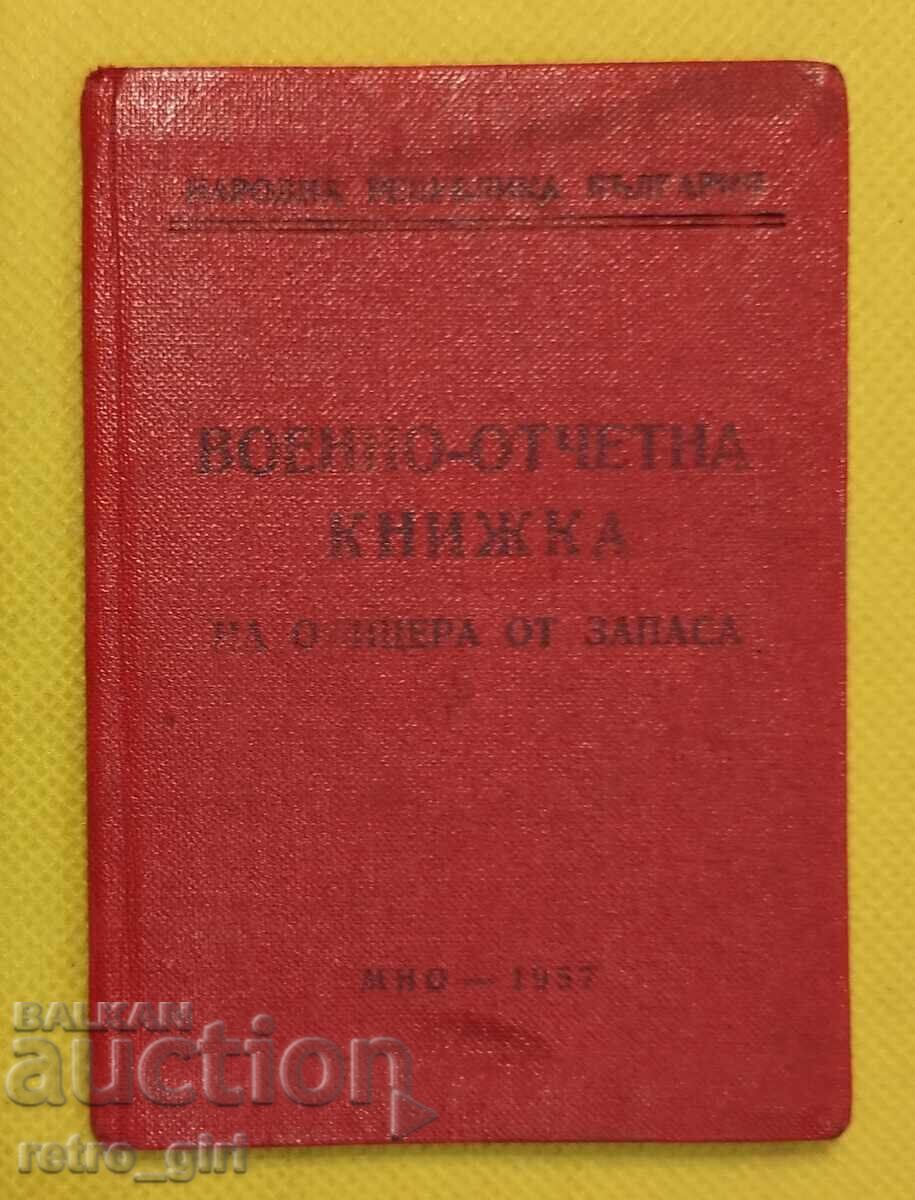 НАРОДНА РЕПУБЛИКА БЪЛГАРИЯ
ВОЕННО-ОТЧЕТНА
КНИЖКА
НА ОФИЦЕРА ОТ ЗАПАСА
МНО — 1957
BALKAN
auction
retro_girl